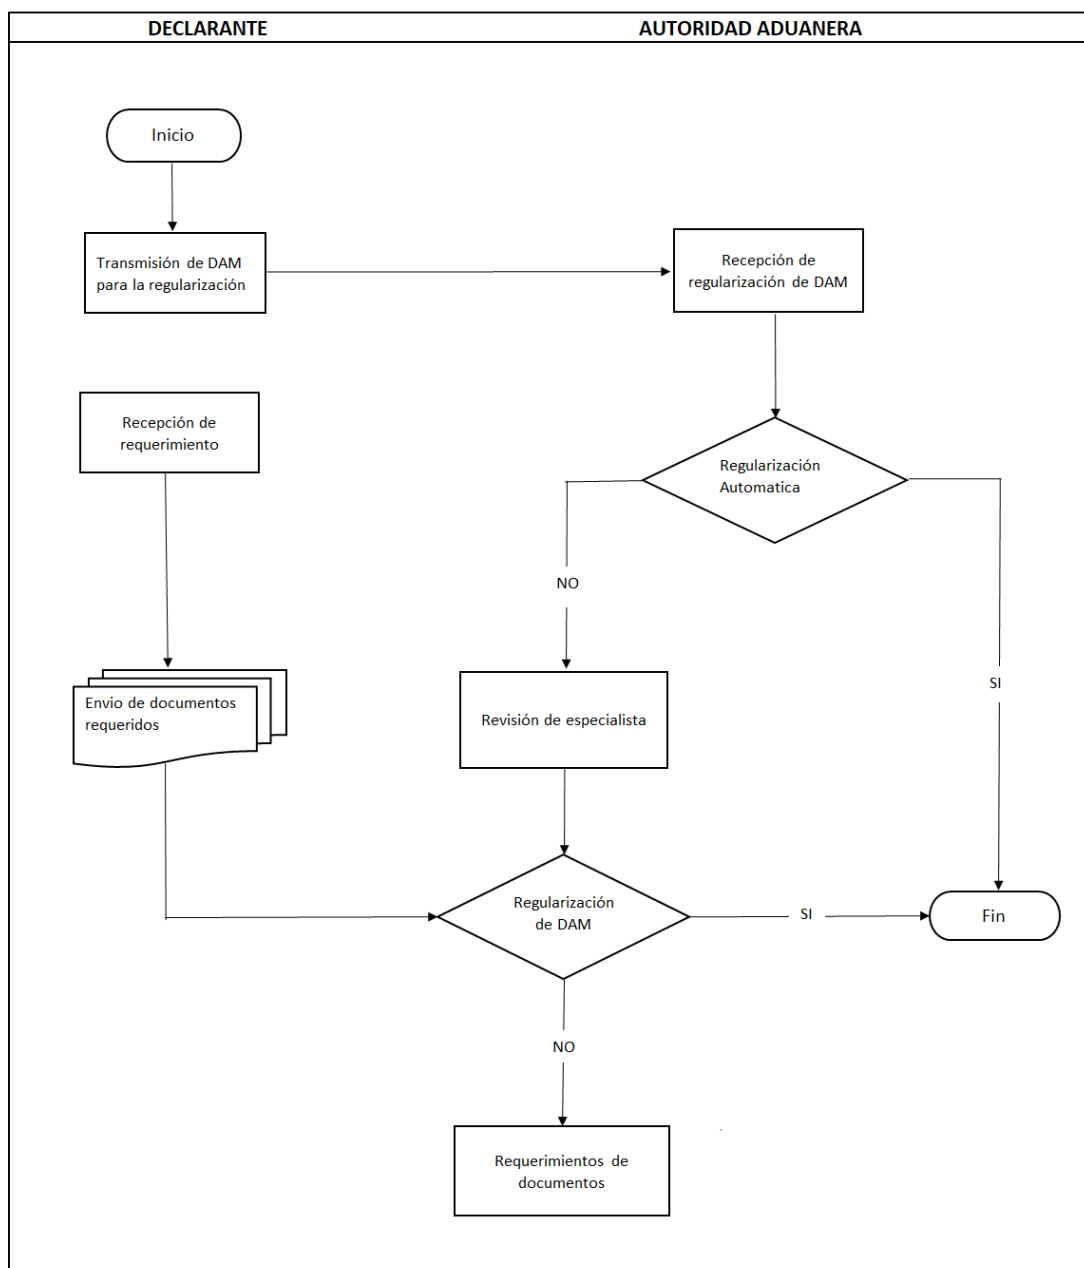 DECLARANTE
AUTORIDAD ADUANERA
Inicio
Transmisión de DAM
para la regularización
Recepción de
regularización de DAM
Recepción de
requerimiento
Regularización
Automatica
NO
SI
Envio de documentos
requeridos
Revisión de especialista
Regularización
de DAM
SI
Fin
NO
Requerimientos de
documentos